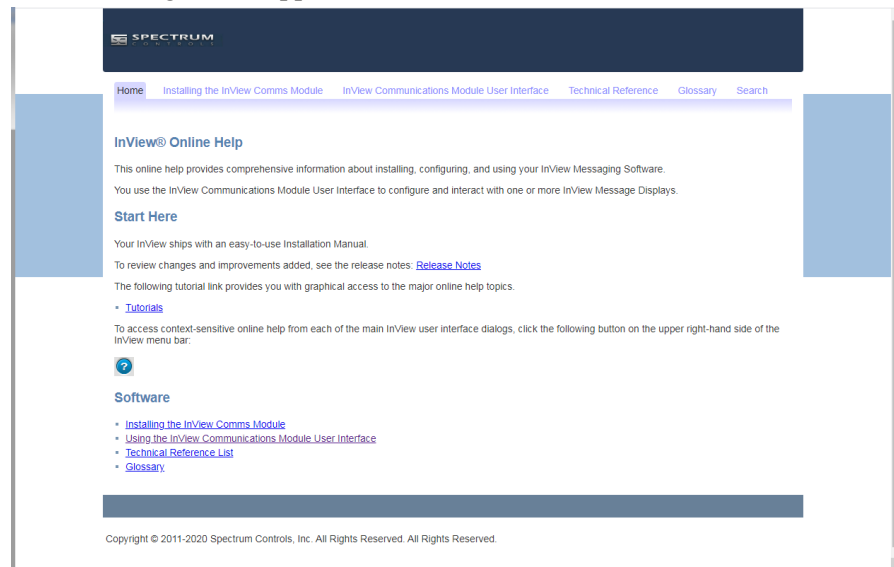 SPECTRUM
CONTROLS
Home Installing the InView Comms Module InView Communications Module User Interface Technical Reference Glossary Search
InView® Online Help
This online help provides comprehensive information about installing, configuring, and using your InView Messaging Software.
You use the InView Communications Module User Interface to configure and interact with one or more InView Message Displays.
Start Here
Your InView ships with an easy-to-use Installation Manual.
To review changes and improvements added, see the release notes: Release Notes
The following tutorial link provides you with graphical access to the major online help topics.
Tutorials
To access context-sensitive online help from each of the main InView user interface dialogs, click the following button on the upper right-hand side of the
InView menu bar:
?
Software
Installing the InView Comms Module
Using the InView Communications Module User Interface
Technical Reference List
Glossary
Copyright © 2011-2020 Spectrum Controls, Inc. All Rights Reserved. All Rights Reserved.